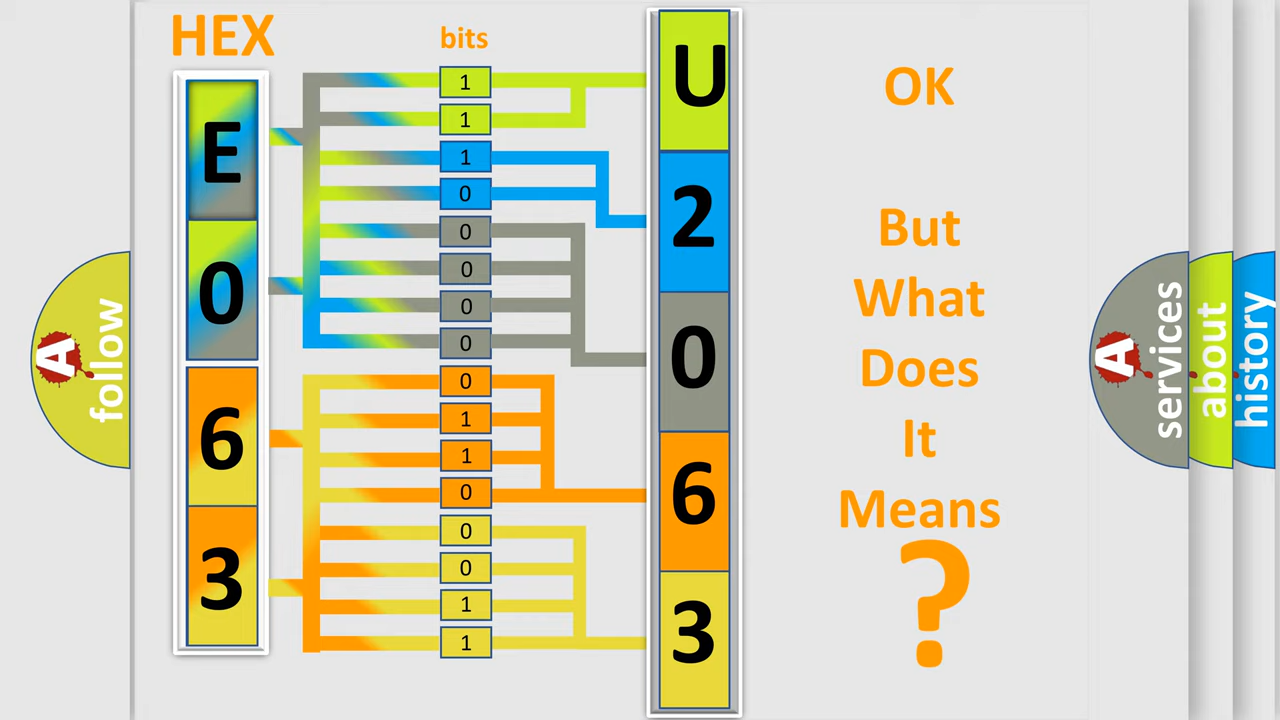 HEX
bits
E
0
6
3
1
1
1
0
0
0
0
0
0
1
1
0
0
0
1
1
U
2
0
6
3
OK
But
What
Does
It
Means
?
A
follow
A
services
about
history